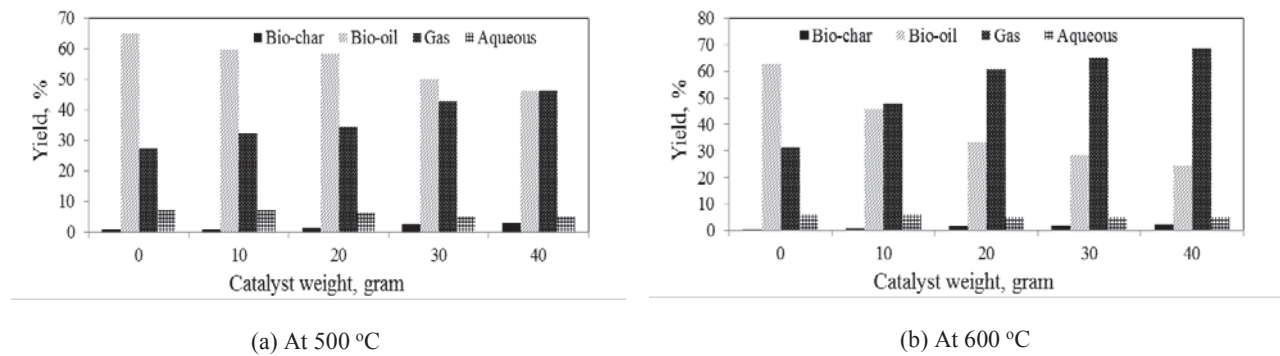 70
60
50
40
30
20
10
0
Yield, %
Bio-char Bio-oil Gas Aqueous
0 10 20 30 40
Catalyst weight, gram
(a) At 500 °C
80
70
60
50
40
30
20
10
0
Yield, %
Bio-char Bio-oil Gas Aqueous
0 10 20 30 40
Catalyst weight, gram
(b) At 600 °C